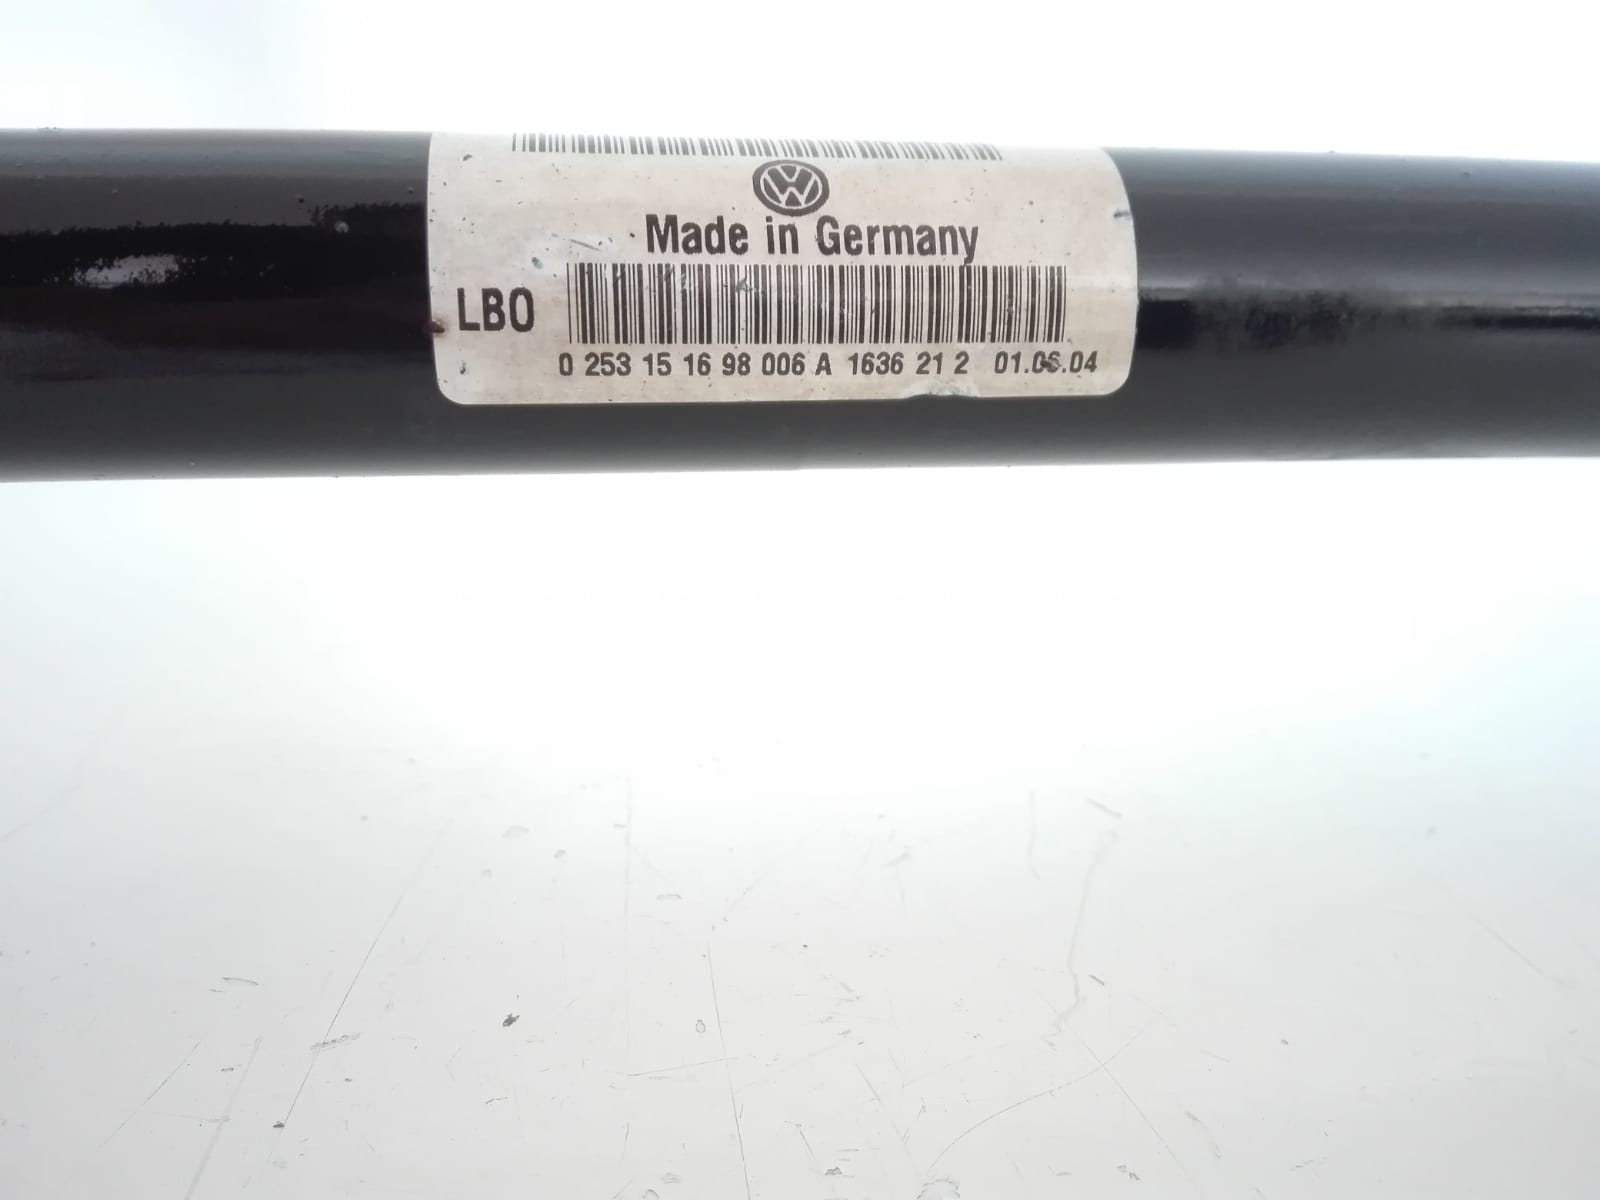 Made in Germany
LBO
0 253 15 16 98 006 A 1636 21 2